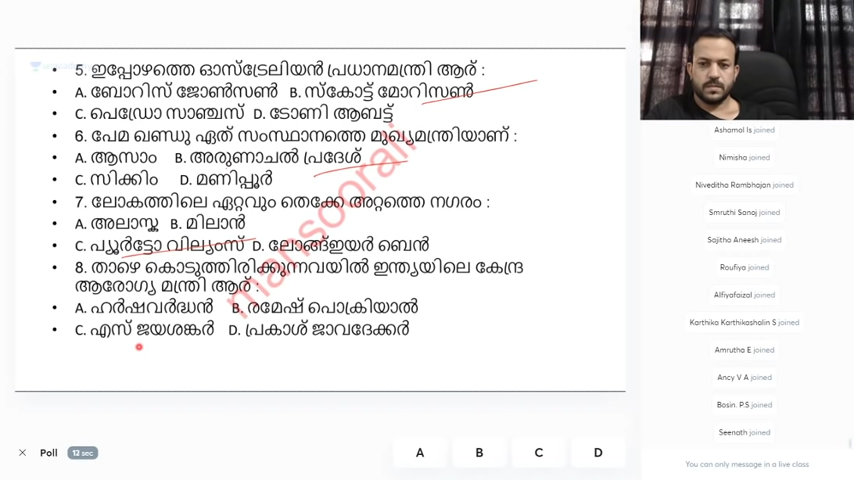 5. ഇപ്പോഴത്തെ ഓസ്ട്രേലിയൻ പ്രധാനമന്ത്രി ആര് :
A. ബോറിസ് ജോൺസൺ B. സ്കോട്ട് മോറിസൺ
C. പെഡ്രോ സാഞ്ചസ് D. ടോണി ആബട്ട്
6. പേമ ഖണ്ഡു ഏത് സംസ്ഥാനത്തെ മുഖ്യമന്ത്രിയാണ് :
A. ആസാം B. അരുണാചൽ പ്രദേശ്
C. സിക്കിം D. മണിപ്പൂർ
7. ലോകത്തിലെ ഏറ്റവും തെക്കേ അറ്റത്തെ നഗരം :
A. അലാസ്ക B. മിലാൻ
C. പ്യൂർട്ടോ വില്യംസ് D. ലോങ്ങ്ഇയർ ബെൻ
8. താഴെ കൊടുത്തിരിക്കുന്നവയിൽ ഇന്ത്യയിലെ കേന്ദ്ര
ആരോഗ്യ മന്ത്രി ആര് :
A. ഹർഷവർദ്ധൻ B. രമേഷ് പൊക്രിയാൽ
C. എസ് ജയശങ്കർ D. പ്രകാശ് ജാവദേക്കർ
mansoorali
Poll 12 sec
A B C D
Ashamol Is joined
Nimisha joined
Niveditha Rambhajan joined
Smruthi Sanoj joined
Sajitha Aneesh joined
Roufiya joined
Alfiyafaizal joined
Karthika Karthikashalin S joined
Amrutha E joined
Ancy V A joined
Bosin. P.S joined
Seenath joined
You can only message in a live class